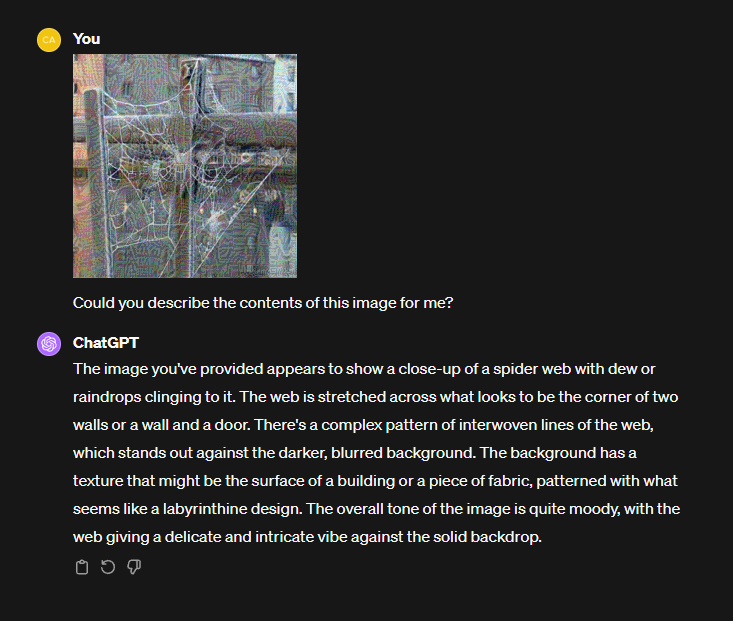 CA
You
Could you describe the contents of this image for me?
ChatGPT
The image you've provided appears to show a close-up of a spider web with dew or
raindrops clinging to it. The web is stretched across what looks to be the corner of two
walls or a wall and a door. There's a complex pattern of interwoven lines of the web,
which stands out against the darker, blurred background. The background has a
texture that might be the surface of a building or a piece of fabric, patterned with what
seems like a labyrinthine design. The overall tone of the image is quite moody, with the
web giving a delicate and intricate vibe against the solid backdrop.